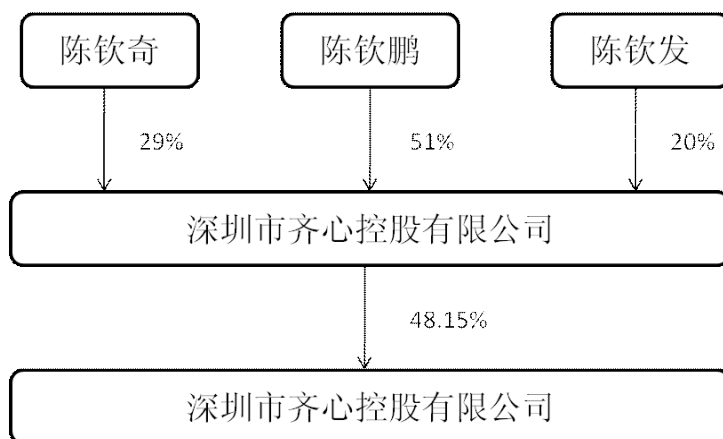 陈钦奇 陈钦鹏 陈钦发
29% 51% 20%
深圳市齐心控股有限公司
48.15%
深圳市齐心控股有限公司